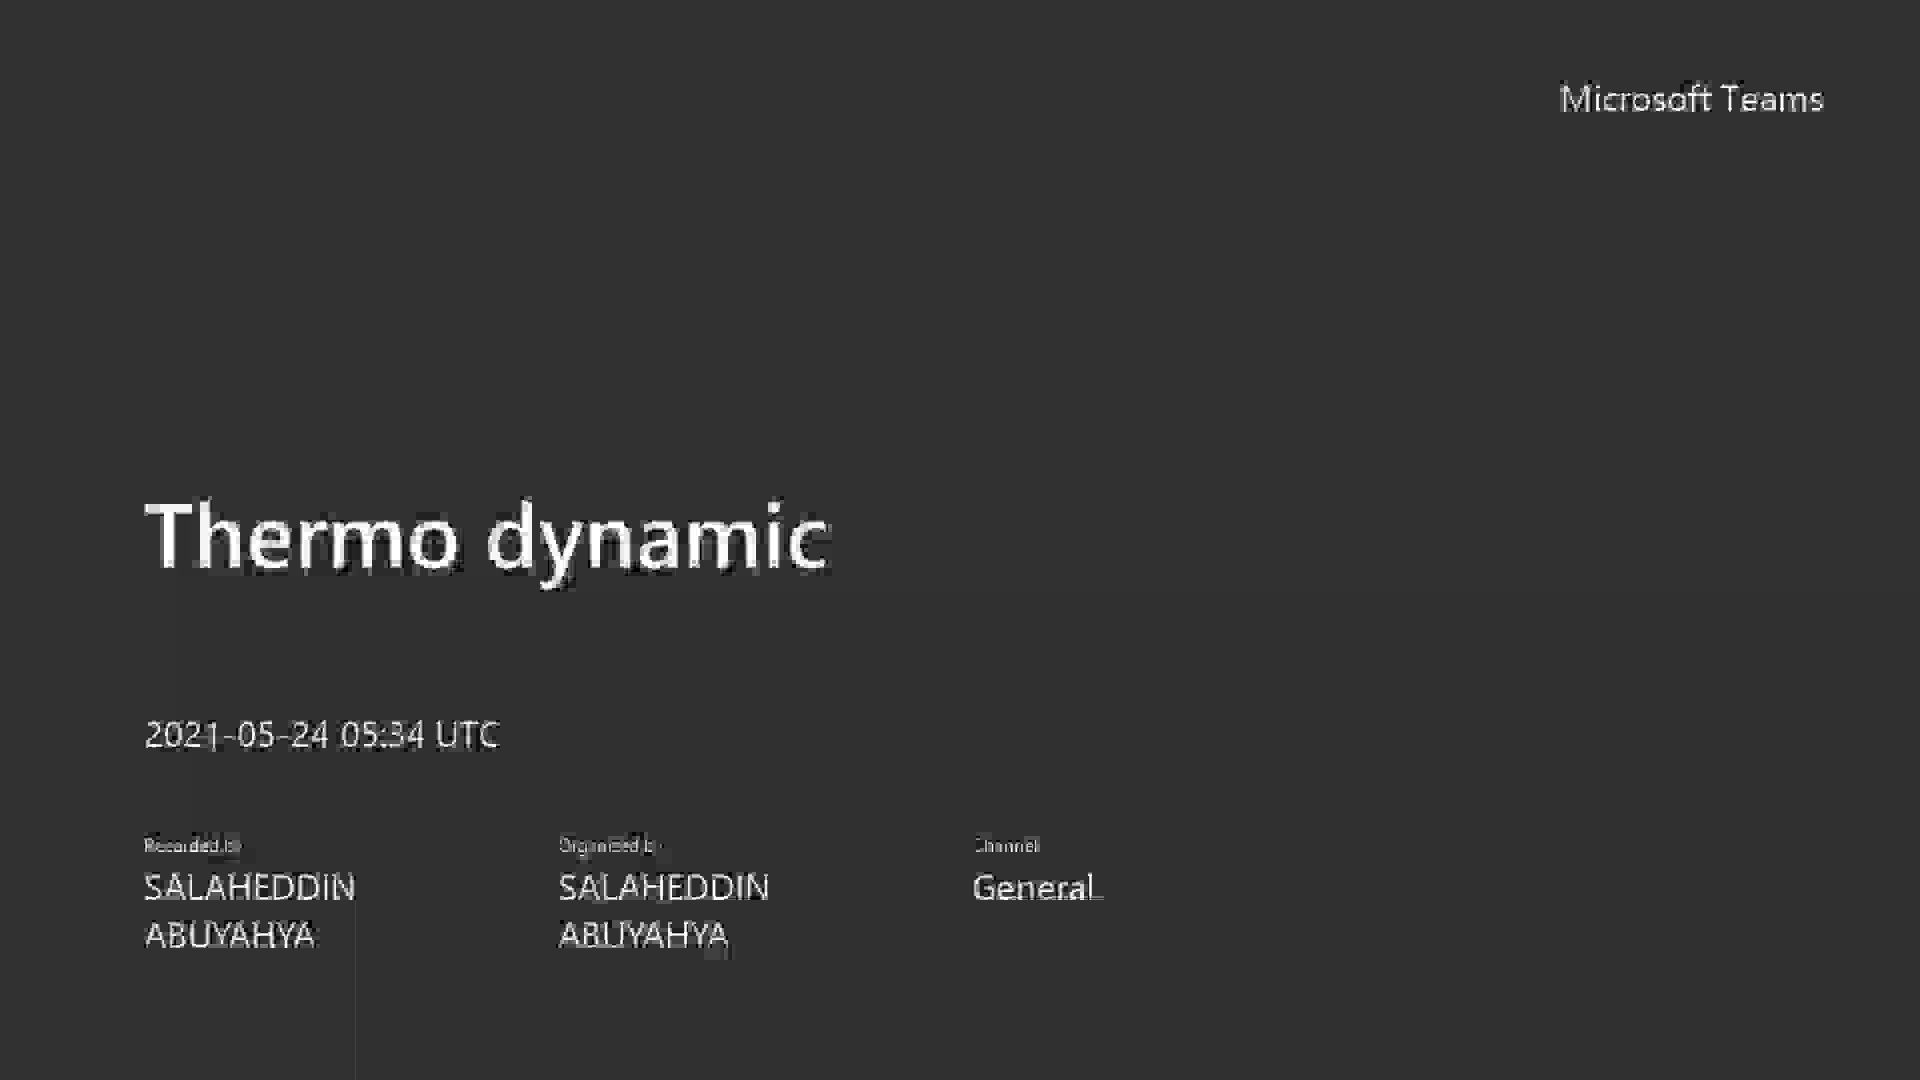 Microsoft Teams
Thermo dynamic
2021-05-24 05:34 UTC
Recorded by
Organized by
Channel
SALAHEDDIN
SALAHEDDIN
General
ABUYAHYA
ABUYAHYA